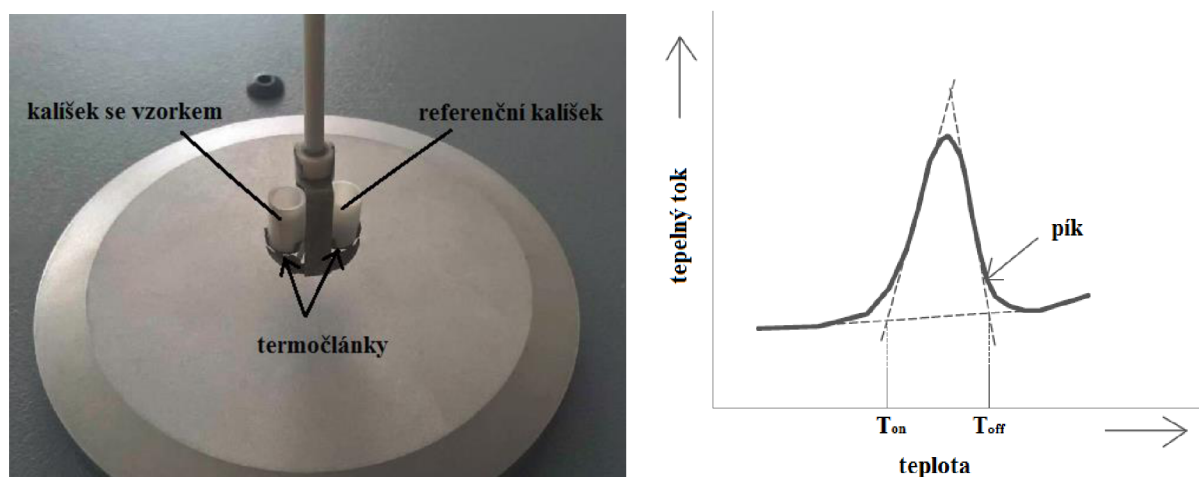 kalíšek se vzorkem
referenční kalíšek
termočlánky
tepelný tok
pík
Ton
Toff
teplota